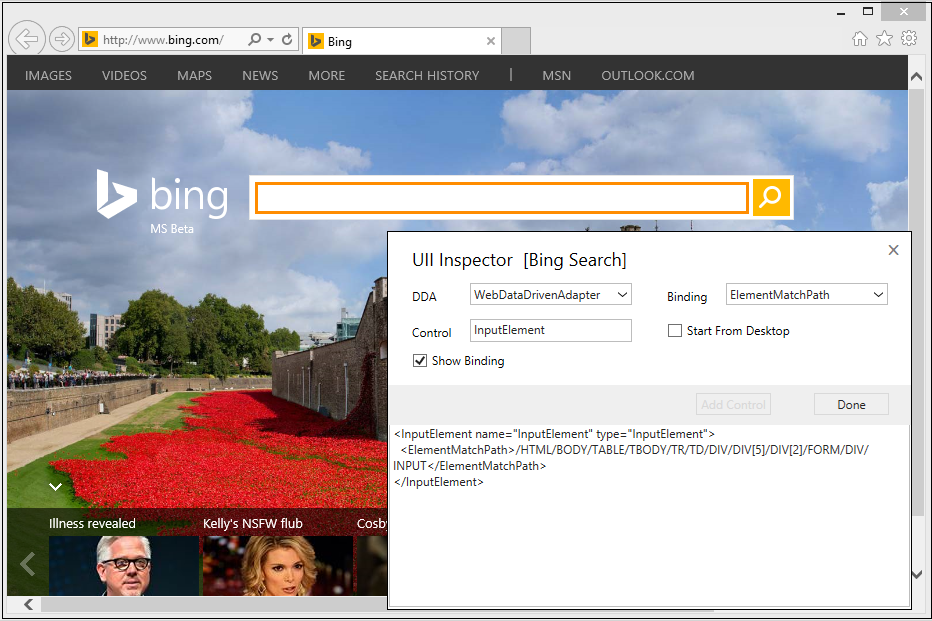 http://www.bing.com/
Bing
IMAGES VIDEOS MAPS NEWS MORE SEARCH HISTORY | MSN OUTLOOK.COM
bing
MS Beta
UII Inspector [Bing Search]
DDA WebDataDrivenAdapter Binding ElementMatchPath
Control InputElement Start From Desktop
Show Binding
Add Control Done
<InputElement name="InputElement" type="InputElement">
<ElementMatchPath>/HTML/BODY/TABLE/TBODY/TR/TD/DIV/DIV[5]/DIV[2]/FORM/DIV/
INPUT</ElementMatchPath>
</InputElement>
Illness revealed Kelly's NSFW flub Cosby